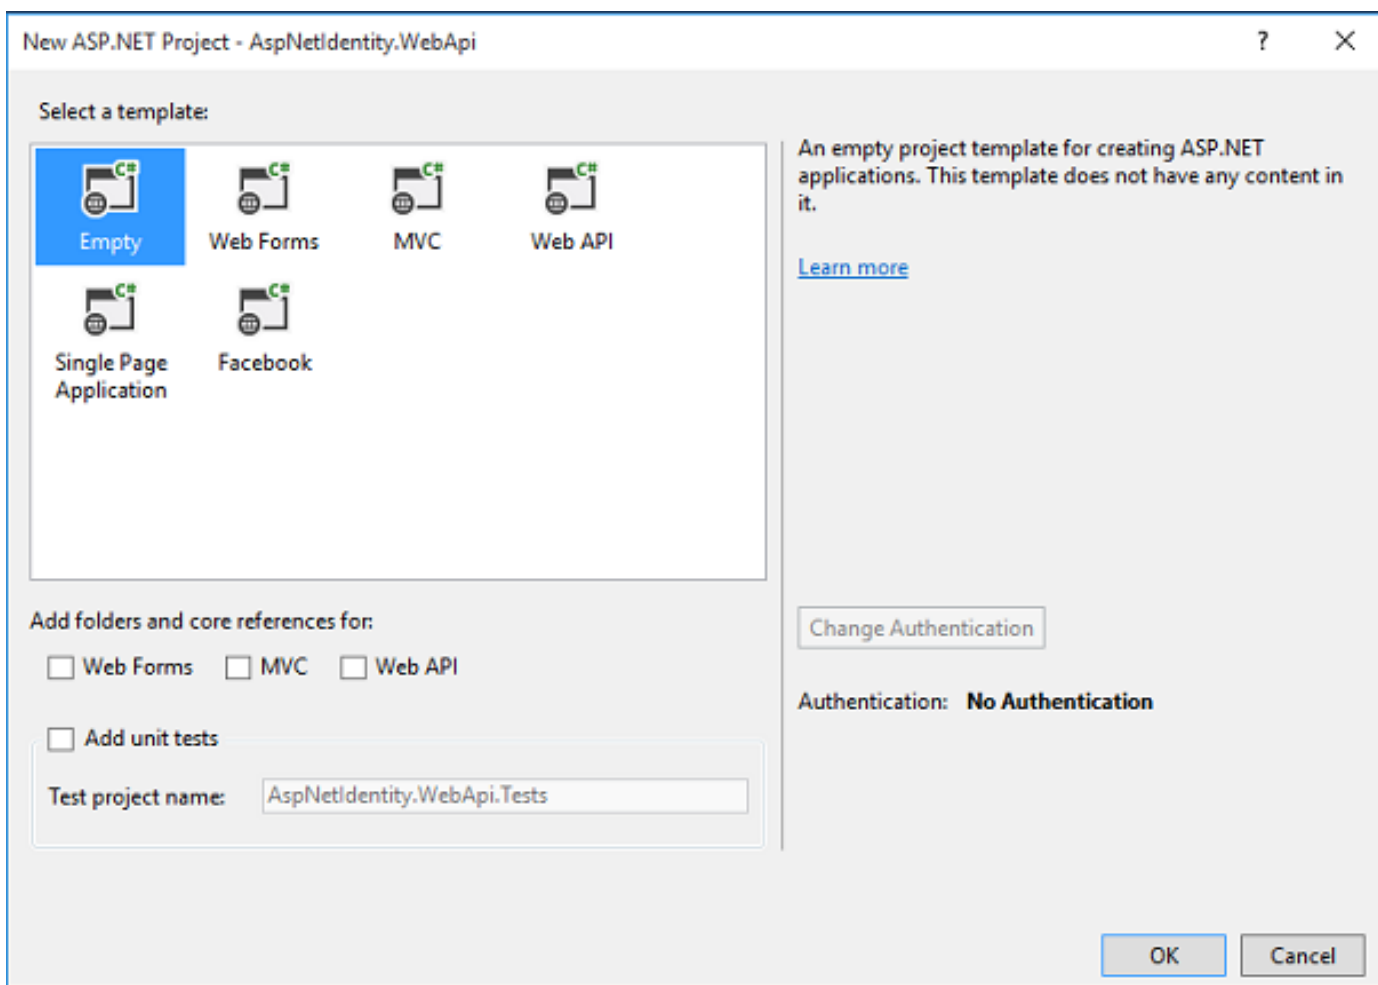 New ASP.NET Project - AspNetIdentity.WebApi
?
Select a template:
C# C# C# C#
Empty Web Forms MVC Web API
C# C#
Single Page Facebook
Application
An empty project template for creating ASP.NET
applications. This template does not have any content in
it.
Learn more
Add folders and core references for:
Web Forms MVC Web API
Add unit tests
Test project name: AspNetIdentity.WebApi.Tests
Change Authentication
Authentication: No Authentication
OK Cancel